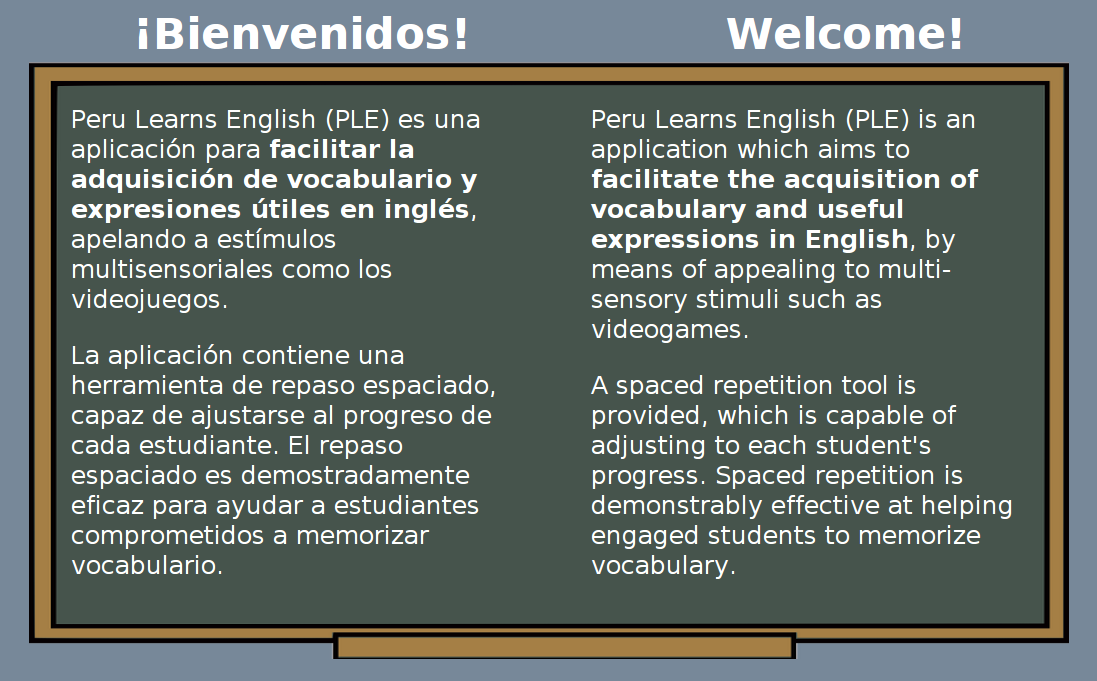 ¡Bienvenidos!
Peru Learns English (PLE) es una
aplicación para facilitar la
adquisición de vocabulario y
expresiones útiles en inglés,
apelando a estímulos
multisensoriales como los
videojuegos.
La aplicación contiene una
herramienta de repaso espaciado,
capaz de ajustarse al progreso de
cada estudiante. El repaso
espaciado es demostradamente
eficaz para ayudar a estudiantes
comprometidos a memorizar
vocabulario.
Welcome!
Peru Learns English (PLE) is an
application which aims to
facilitate the acquisition of
vocabulary and useful
expressions in English, by
means of appealing to multi-
sensory stimuli such as
videogames.
A spaced repetition tool is
provided, which is capable of
adjusting to each student's
progress. Spaced repetition is
demonstrably effective at helping
engaged students to memorize
vocabulary.